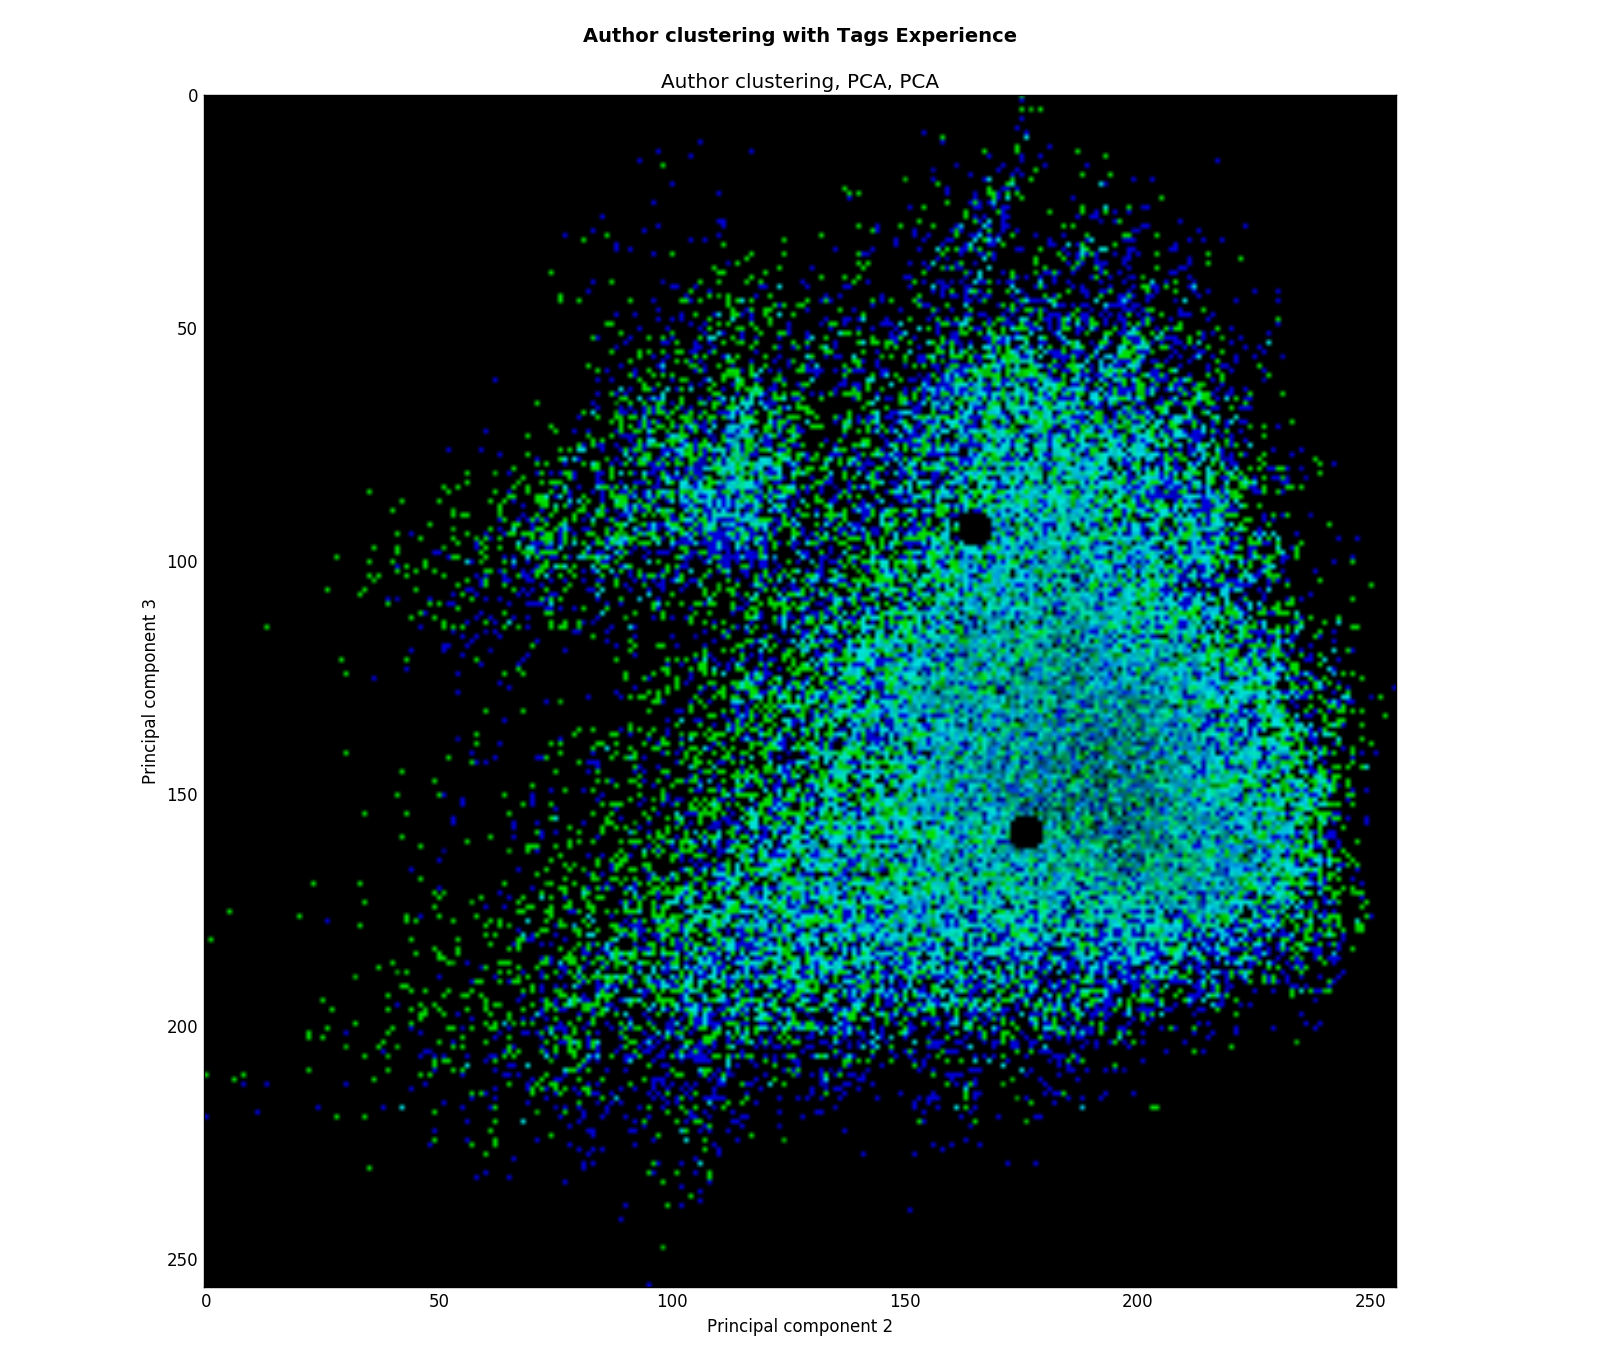 Author clustering with Tags Experience
Author clustering, PCA, PCA
0
50
100
150
200
250
Principal component 3
0 50 100 150 200 250
Principal component 2